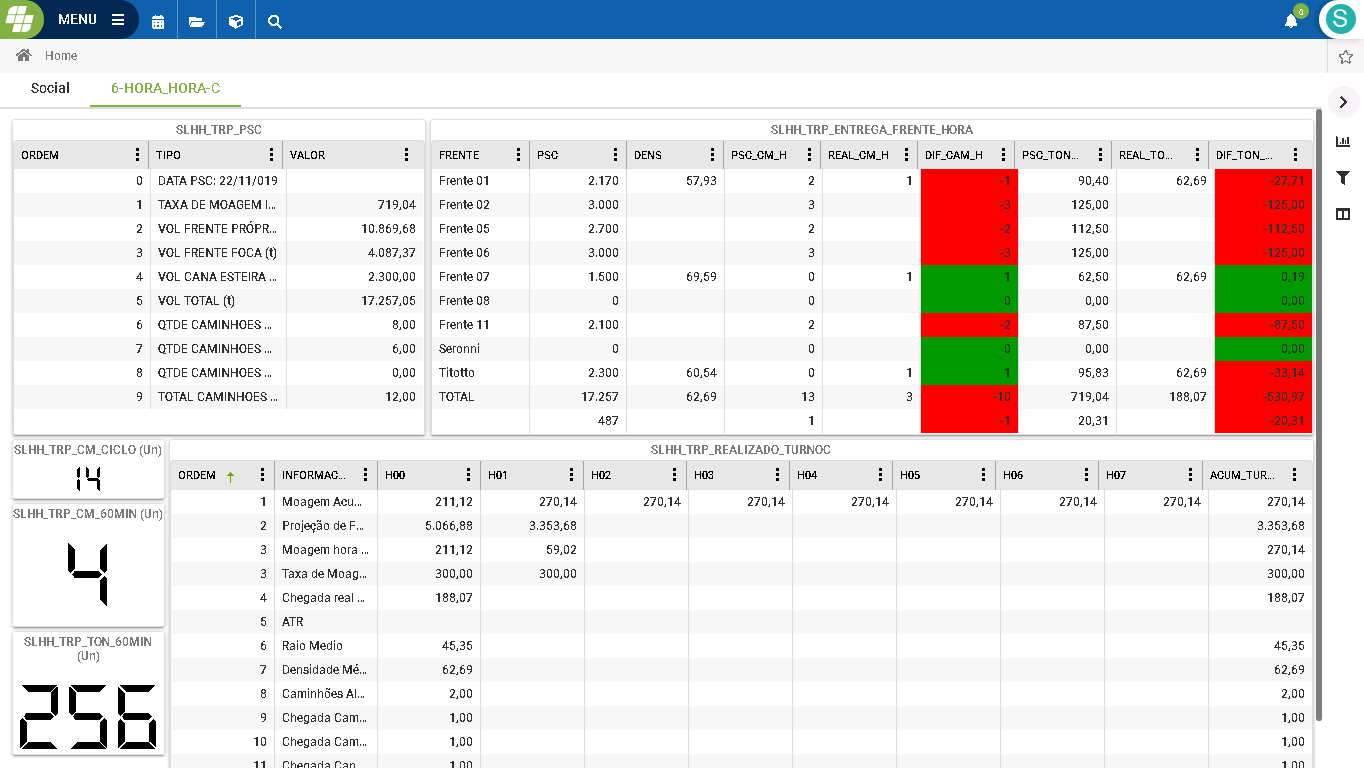 MENU
0
S
Home
Social 6-HORA_HORA-C
SLHH_TRP_PSC
ORDEM TIPO VALOR
0 DATA PSC: 22/11/019
1 TAXA DE MOAGEM I... 719,04
2 VOL FRENTE PRÓPR... 10.869,68
3 VOL FRENTE FOCA (t) 4.087,37
4 VOL CANA ESTEIRA ... 2.300,00
5 VOL TOTAL (t) 17.257,05
6 QTDE CAMINHOES ... 8,00
7 QTDE CAMINHOES ... 6,00
8 QTDE CAMINHOES ... 0,00
9 TOTAL CAMINHOES ... 12,00
SLHH_TRP_ENTREGA_FRENTE_HORA
FRENTE PSC DENS PSC_CM_H REAL_CM_H DIF_CAM_H PSC_TON... REAL_TO... DIF_TON_...
Frente 01 2.170 57,93 2 1 -1 90,40 62,69 -27,71
Frente 02 3.000 3 -3 125,00 -125,00
Frente 05 2.700 2 -2 112,50 -112,50
Frente 06 3.000 3 -3 125,00 -125,00
Frente 07 1.500 69,59 0 1 1 62,50 62,69 0,19
Frente 08 0 0 0 0,00 0,00
Frente 11 2.100 2 -2 87,50 -87,50
Seronni 0 0 0 0,00 0,00
Titotto 2.300 60,54 0 1 1 95,83 62,69 -33,14
TOTAL 17.257 62,69 13 3 -10 719,04 188,07 -530,97
487 1 -1 20,31 -20,31
SLHH_TRP_CM_CICLO (Un)
14
SLHH_TRP_CM_60MIN (Un)
4
SLHH_TRP_TON_60MIN
(Un)
256
SLHH_TRP_REALIZADO_TURNOC
ORDEM INFORMAC... H00 H01 H02 H03 H04 H05 H06 H07 ACUM_TUR...
1 Moagem Acu... 211,12 270,14 270,14 270,14 270,14 270,14 270,14 270,14 270,14
2 Projeção de F... 5.066,88 3.353,68 3.353,68
3 Moagem hora ... 211,12 59,02 270,14
3 Taxa de Moag... 300,00 300,00 300,00
4 Chegada real ... 188,07 188,07
5 ATR
6 Raio Medio 45,35 45,35
7 Densidade Mé... 62,69 62,69
8 Caminhões Al... 2,00 2,00
9 Chegada Cam... 1,00 1,00
10 Chegada Cam... 1,00 1,00
11 Chegada Can... 1,00 1,00